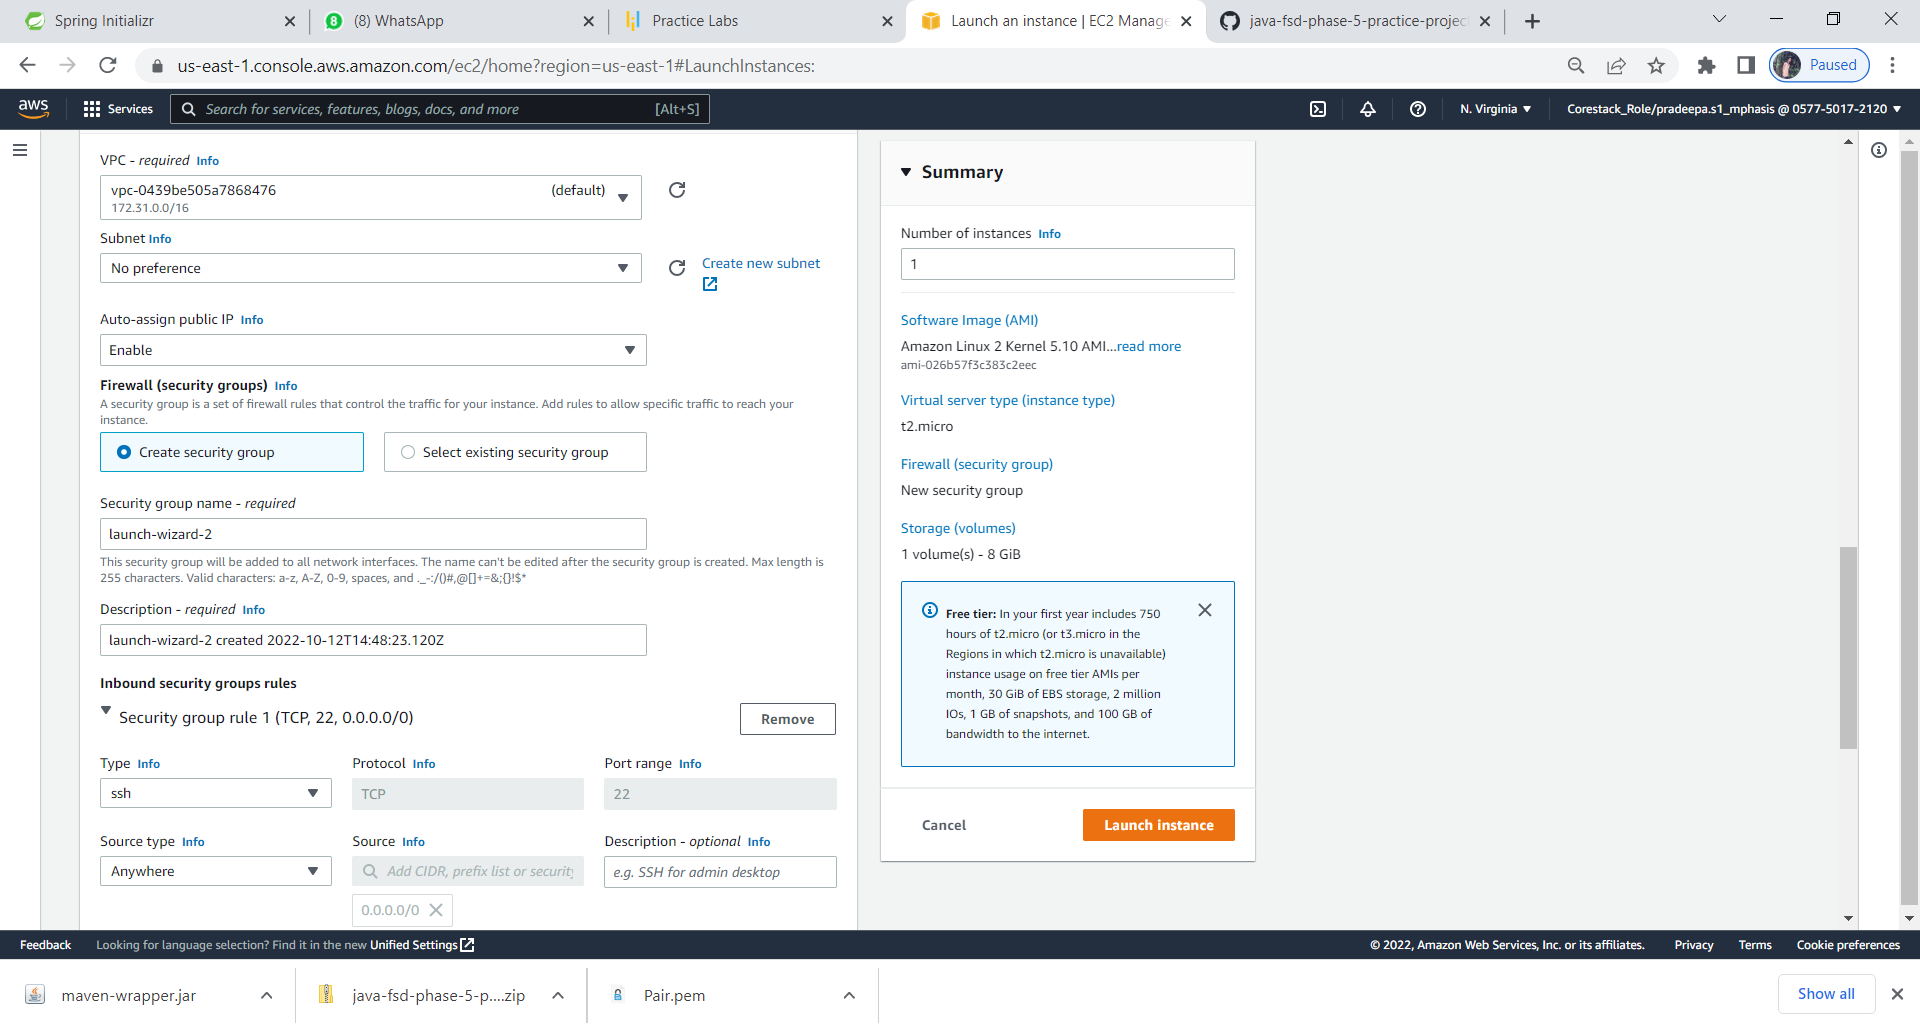 Spring Initializr
(8) WhatsApp
Practice Labs
Launch an instance | EC2 Manage
java-fsd-phase-5-practice-projec
us-east-1.console.aws.amazon.com/ec2/home?region=us-east-1#LaunchInstances:
Paused
aws
Services
Search for services, features, blogs, docs, and more
[Alt+S]
N. Virginia
Corestack_Role/pradeepa.s1_mphasis @ 0577-5017-2120
VPC - required Info
vpc-0439be505a7868476 (default)
172.31.0.0/16
Subnet Info
No preference
Create new subnet
Auto-assign public IP Info
Enable
Firewall (security groups) Info
A security group is a set of firewall rules that control the traffic for your instance. Add rules to allow specific traffic to reach your
instance.
Create security group
Select existing security group
Security group name - required
launch-wizard-2
This security group will be added to all network interfaces. The name can't be edited after the security group is created. Max length is
255 characters. Valid characters: a-z, A-Z, 0-9, spaces, and ._-:/()#,@[]+=&;{}!$*
Description - required Info
launch-wizard-2 created 2022-10-12T14:48:23.120Z
Inbound security groups rules
Security group rule 1 (TCP, 22, 0.0.0.0/0)
Remove
Type Info
Protocol Info
Port range Info
ssh
TCP
22
Source type Info
Source Info
Description - optional Info
Anywhere
Add CIDR, prefix list or security
e.g. SSH for admin desktop
0.0.0.0/0
Summary
Number of instances Info
1
Software Image (AMI)
Amazon Linux 2 Kernel 5.10 AMI...read more
ami-026b57f3c383c2eec
Virtual server type (instance type)
t2.micro
Firewall (security group)
New security group
Storage (volumes)
1 volume(s) - 8 GiB
Free tier: In your first year includes 750
hours of t2.micro (or t3.micro in the
Regions in which t2.micro is unavailable)
instance usage on free tier AMIs per
month, 30 GiB of EBS storage, 2 million
IOs, 1 GB of snapshots, and 100 GB of
bandwidth to the internet.
Cancel
Launch instance
Feedback
Looking for language selection? Find it in the new Unified Settings
© 2022, Amazon Web Services, Inc. or its affiliates.
Privacy
Terms
Cookie preferences
maven-wrapper.jar
java-fsd-phase-5-p....zip
Pair.pem
Show all